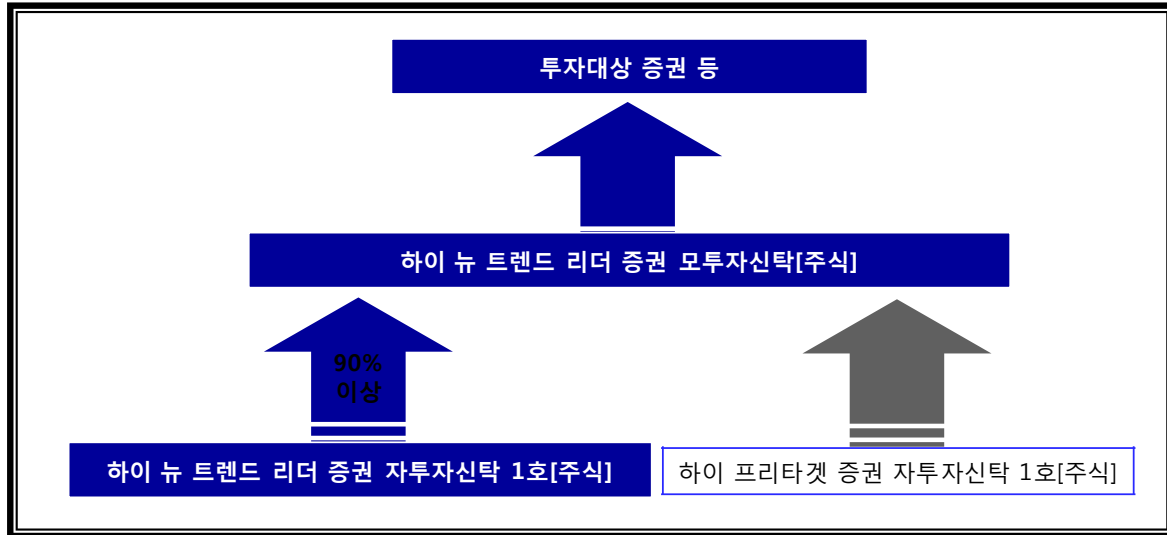 투자대상 증권 등
하이 뉴 트렌드 리더 증권 모투자신탁[주식]
90%
이상
하이 뉴 트렌드 리더 증권 자투자신탁 1호[주식]
하이 프리타겟 증권 자투자신탁 1호[주식]